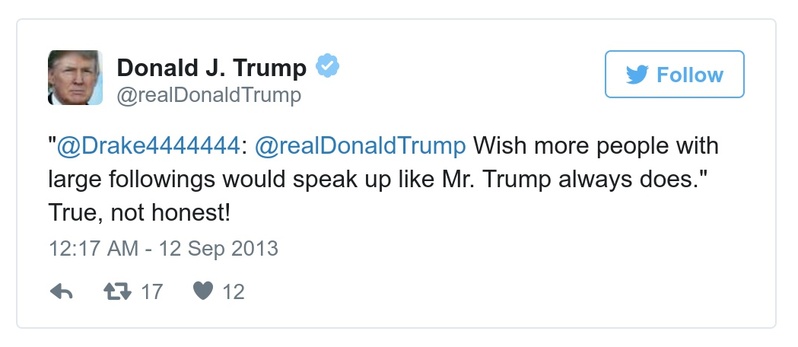 Donald J. Trump
@realDonaldTrump
Follow
"@Drake4444444: @realDonaldTrump Wish more people with
large followings would speak up like Mr. Trump always does."
True, not honest!
12:17 AM - 12 Sep 2013
17 12